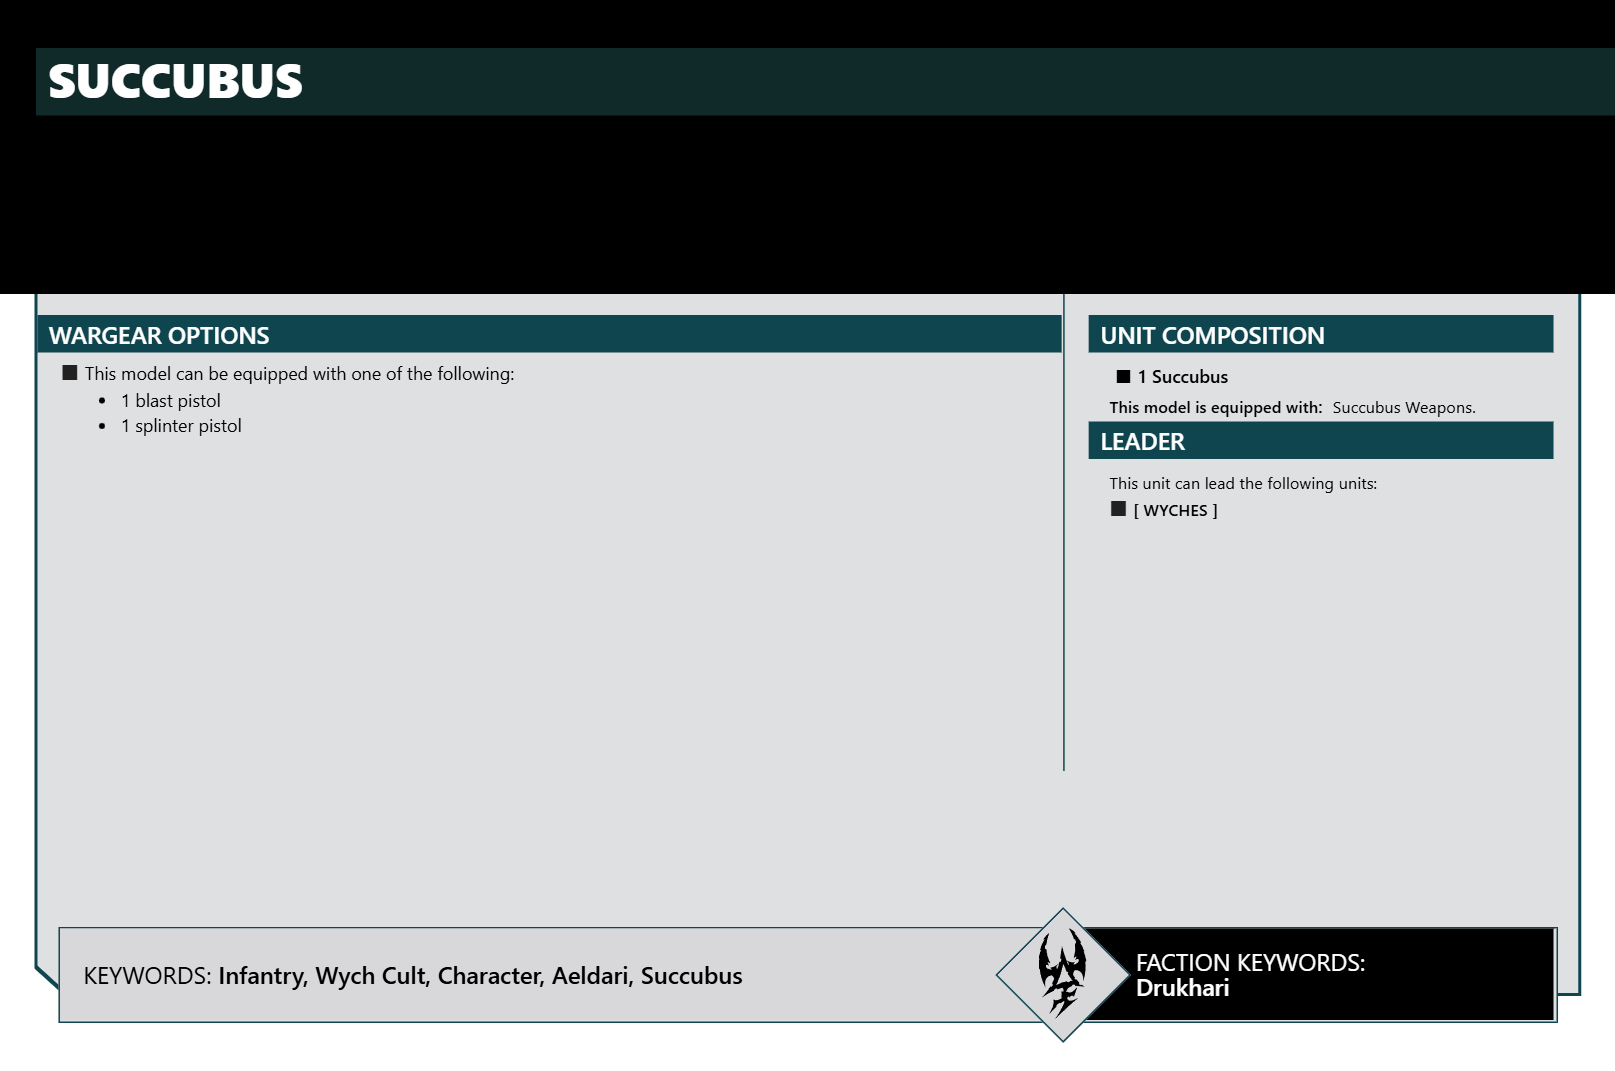 SUCCUBUS
WARGEAR OPTIONS
This model can be equipped with one of the following:
1 blast pistol
1 splinter pistol
UNIT COMPOSITION
1 Succubus
This model is equipped with: Succubus Weapons.
LEADER
This unit can lead the following units:
[ WYCHES ]
KEYWORDS: Infantry, Wych Cult, Character, Aeldari, Succubus
FACTION KEYWORDS:
Drukhari